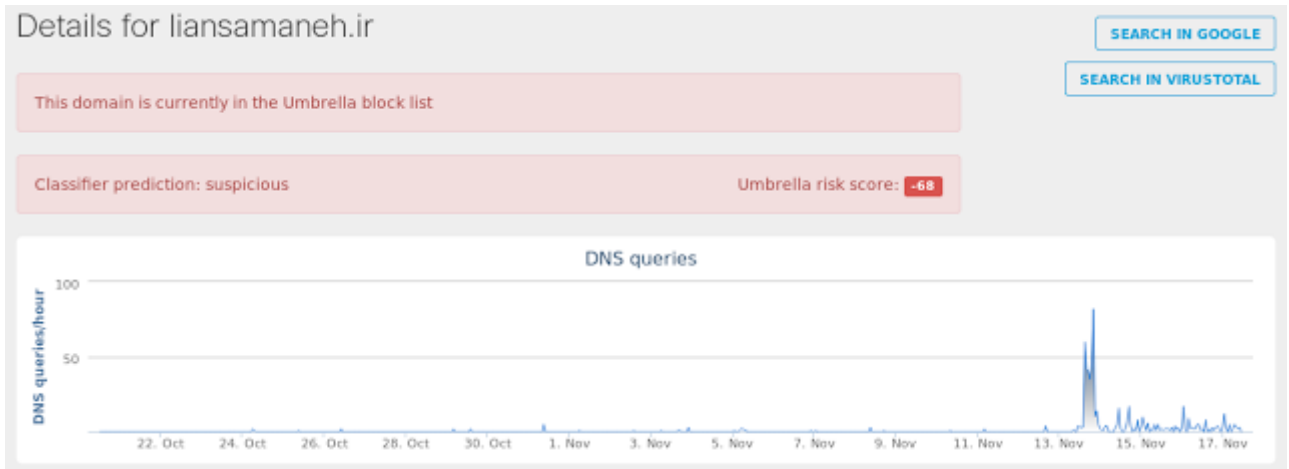 Details for liansamaneh.ir
SEARCH IN GOOGLE
SEARCH IN VIRUSTOTAL
This domain is currently in the Umbrella block list
Classifier prediction: suspicious Umbrella risk score: -68
DNS queries
DNS queries/hour
100
50
22. Oct 24. Oct 26. Oct 28. Oct 30. Oct 1. Nov 3. Nov 5. Nov 7. Nov 9. Nov 11. Nov 13. Nov 15. Nov 17. Nov